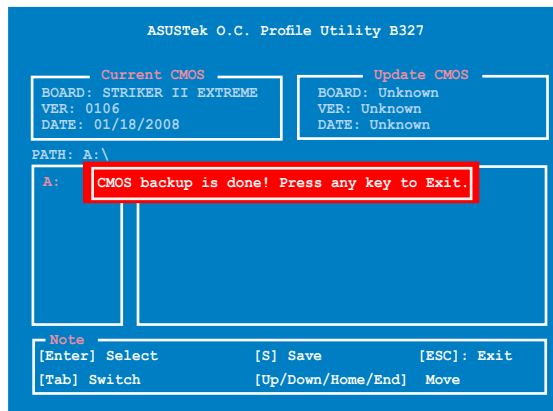 ASUSTek O.C. Profile Utility B327
Current CMOS
BOARD: STRIKER II EXTREME
VER: 0106
DATE: 01/18/2008
Update CMOS
BOARD: Unknown
VER: Unknown
DATE: Unknown
PATH: A:\
A:
CMOS backup is done! Press any key to Exit.
Note
[Enter] Select [S] Save [ESC]: Exit
[Tab] Switch [Up/Down/Home/End] Move